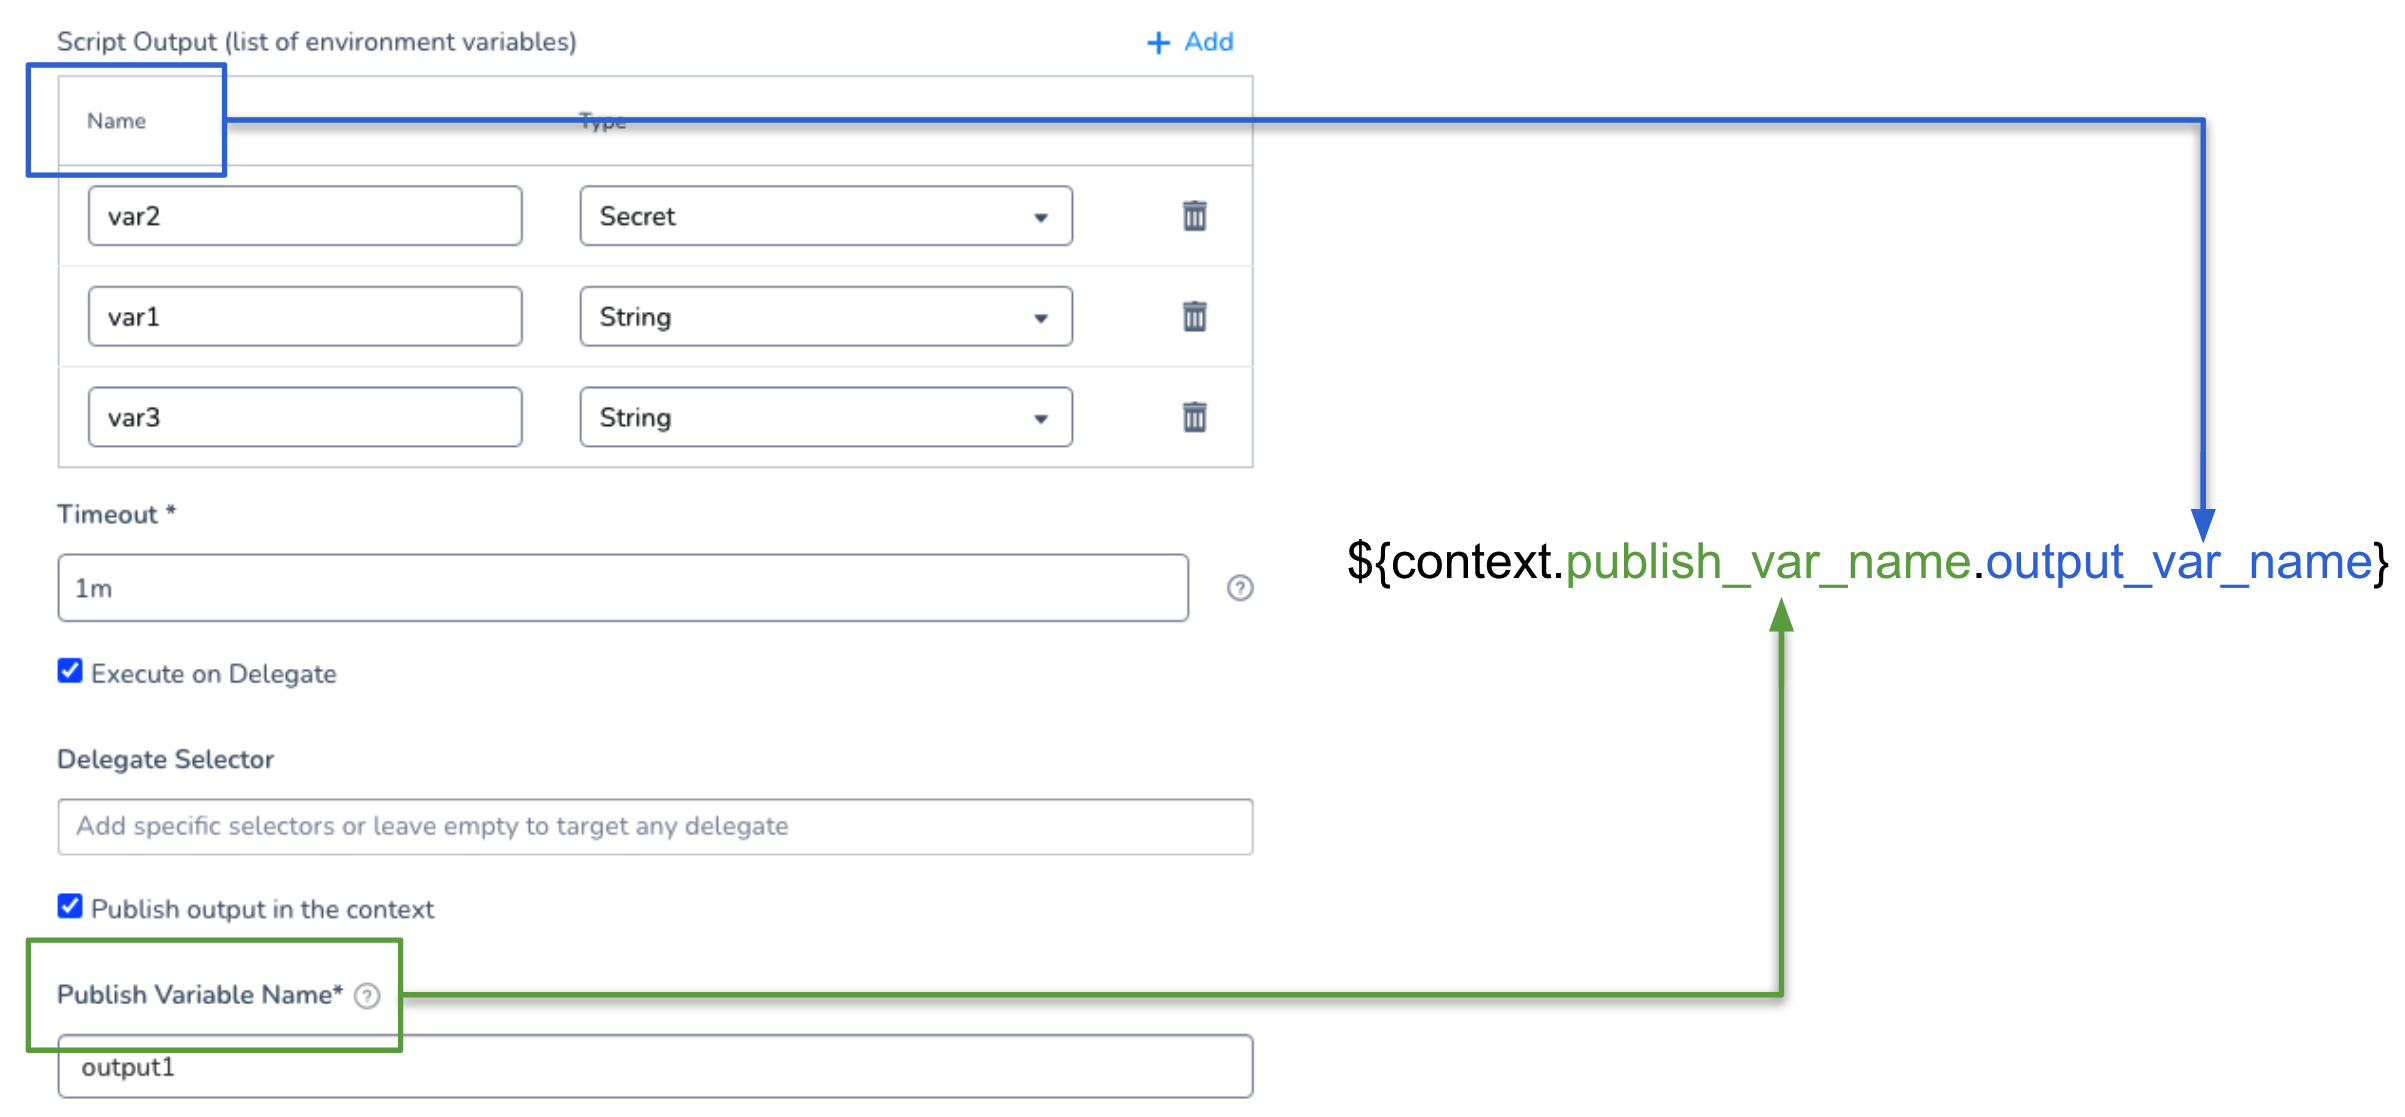 Script Output (list of environment variables)
+ Add
Name Type
var2 Secret
var1 String
var3 String
Timeout *
1m
?
${context.publish_var_name.output_var_name}
Execute on Delegate
Delegate Selector
Add specific selectors or leave empty to target any delegate
Publish output in the context
Publish Variable Name* ?
output1